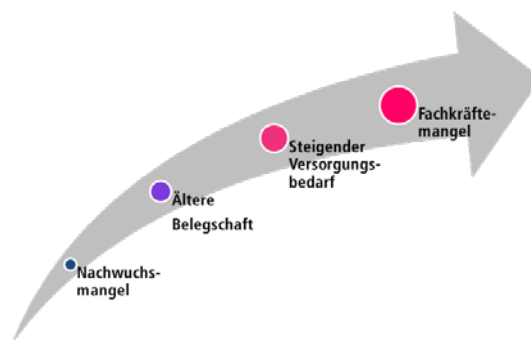 Fachkräfte-
mangel
Steigender
Versorgungs-
bedarf
Ältere
Belegschaft
Nachwuchs-
mangel